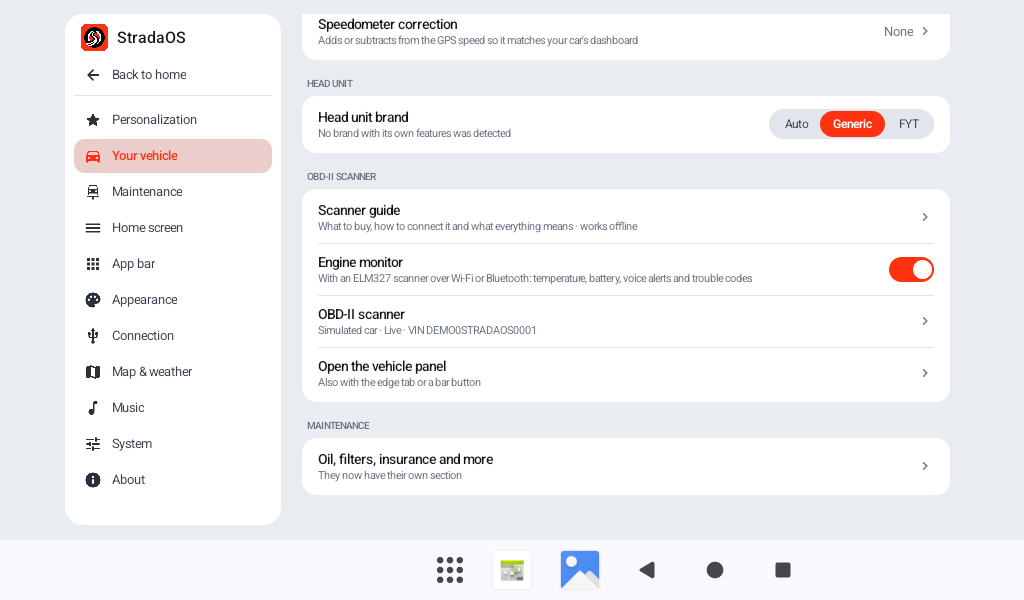 StradaOS
Back to home
Personalization
Your vehicle
Maintenance
Home screen
App bar
Appearance
Connection
Map & weather
Music
System
About
Speedometer correction
Adds or subtracts from the GPS speed so it matches your car's dashboard
None
HEAD UNIT
Head unit brand
No brand with its own features was detected
Auto Generic FYT
OBD-II SCANNER
Scanner guide
What to buy, how to connect it and what everything means · works offline
Engine monitor
With an ELM327 scanner over Wi-Fi or Bluetooth: temperature, battery, voice alerts and trouble codes
OBD-II scanner
Simulated car · Live · VIN DEMO0STRADAOS0001
Open the vehicle panel
Also with the edge tab or a bar button
MAINTENANCE
Oil, filters, insurance and more
They now have their own section